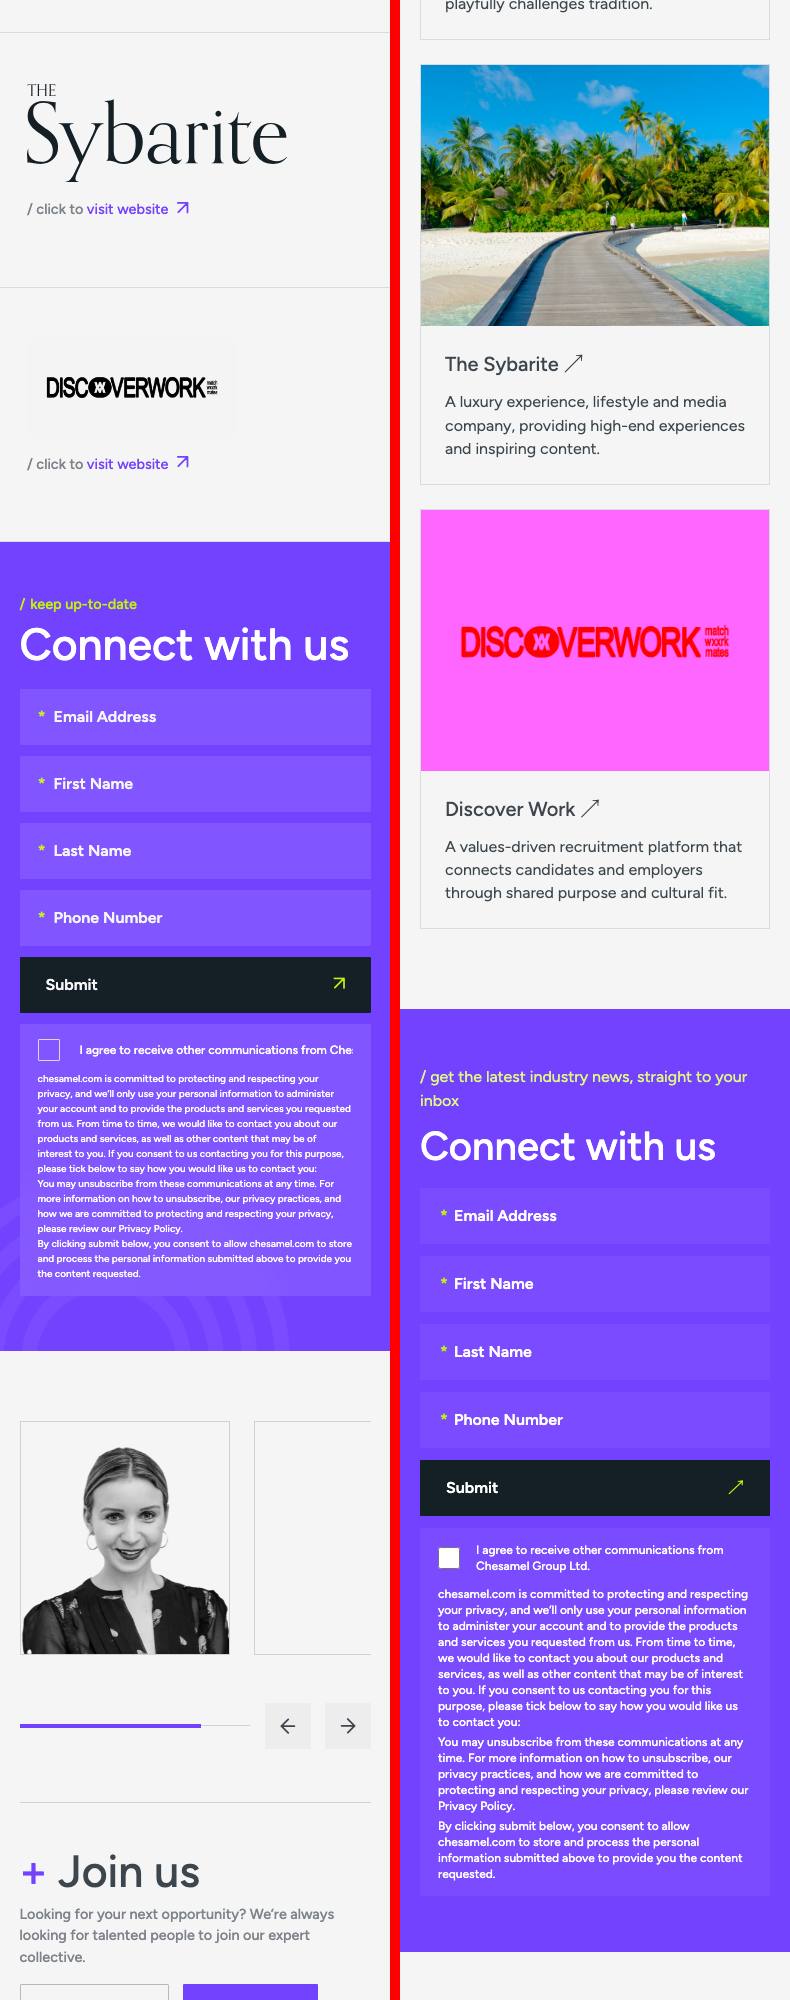 THE
Sybarite
/ click to visit website
DISCOVERWORK
match
wxxrk
mates
/ click to visit website
/ keep up-to-date
Connect with us
* Email Address
* First Name
* Last Name
* Phone Number
Submit
I agree to receive other communications from Ches
chesamel.com is committed to protecting and respecting your
privacy, and we'll only use your personal information to administer
your account and to provide the products and services you requested
from us. From time to time, we would like to contact you about our
products and services, as well as other content that may be of
interest to you. If you consent to us contacting you for this purpose,
please tick below to say how you would like us to contact you:
You may unsubscribe from these communications at any time. For
more information on how to unsubscribe, our privacy practices, and
how we are committed to protecting and respecting your privacy,
please review our Privacy Policy.
By clicking submit below, you consent to allow chesamel.com to store
and process the personal information submitted above to provide you
the content requested.
+ Join us
Looking for your next opportunity? We're always
looking for talented people to join our expert
collective.
playfully challenges tradition.
The Sybarite
A luxury experience, lifestyle and media
company, providing high-end experiences
and inspiring content.
DISCOVERWORK
match
wxxrk
mates
Discover Work
A values-driven recruitment platform that
connects candidates and employers
through shared purpose and cultural fit.
/ get the latest industry news, straight to your
inbox
Connect with us
* Email Address
* First Name
* Last Name
* Phone Number
Submit
I agree to receive other communications from
Chesamel Group Ltd.
chesamel.com is committed to protecting and respecting
your privacy, and we'll only use your personal information
to administer your account and to provide the products
and services you requested from us. From time to time,
we would like to contact you about our products and
services, as well as other content that may be of interest
to you. If you consent to us contacting you for this
purpose, please tick below to say how you would like us
to contact you:
You may unsubscribe from these communications at any
time. For more information on how to unsubscribe, our
privacy practices, and how we are committed to
protecting and respecting your privacy, please review our
Privacy Policy.
By clicking submit below, you consent to allow
chesamel.com to store and process the personal
information submitted above to provide you the content
requested.